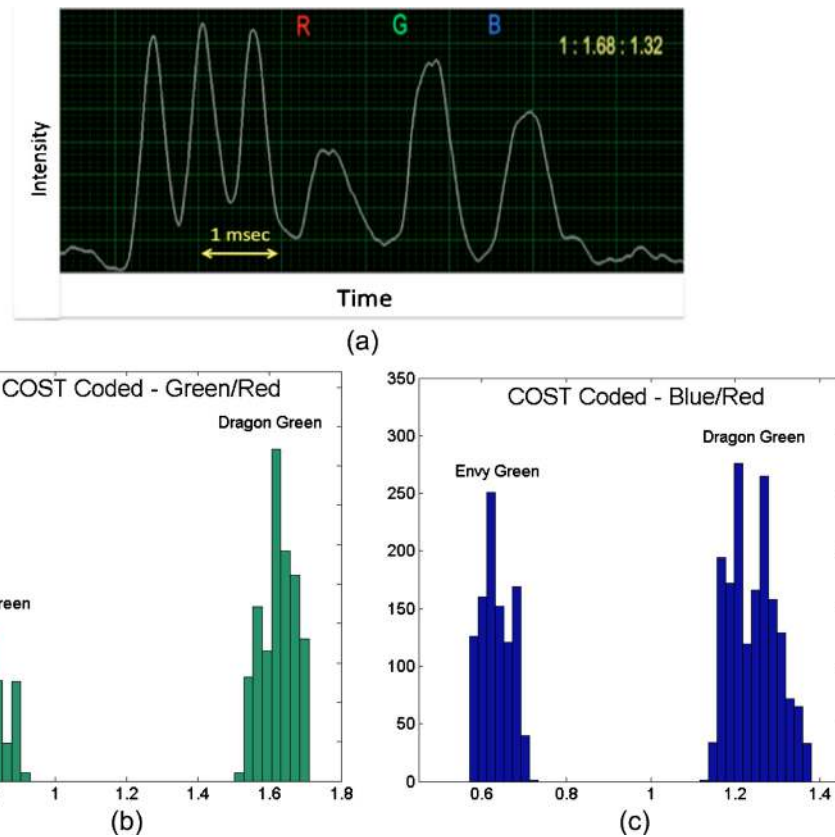 R G B
1 : 1.68 : 1.32
Intensity
1 msec
Time
(a)
COST Coded - Green/Red
Dragon Green
reen
1 1.2 1.4 1.6 1.8
(b)
COST Coded - Blue/Red
Dragon Green
Envy Green
350
300
250
200
150
100
50
0
0.6 0.8 1 1.2 1.4
(c)